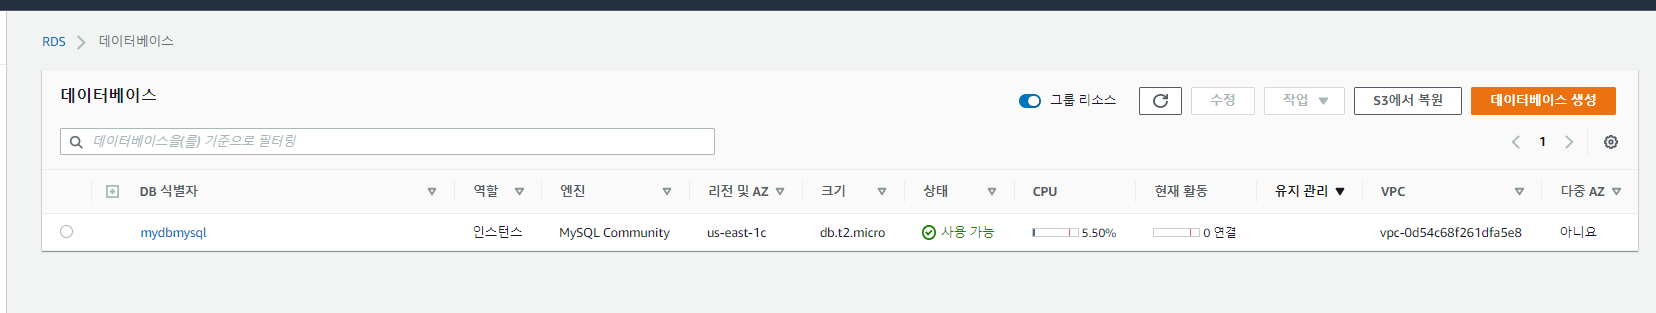 RDS 데이터베이스
데이터베이스 그룹 리소스 수정 작업 S3에서 복원 데이터베이스 생성
데이터베이스을(를) 기준으로 필터링 1
DB 식별자 역할 엔진 리전 및 AZ 크기 상태 CPU 현재 활동 유지 관리 VPC 다중 AZ
mydbmysql 인스턴스 MySQL Community us-east-1c db.t2.micro 사용 가능 5.50% 0 연결 vpc-0d54c68f261dfa5e8 아니요